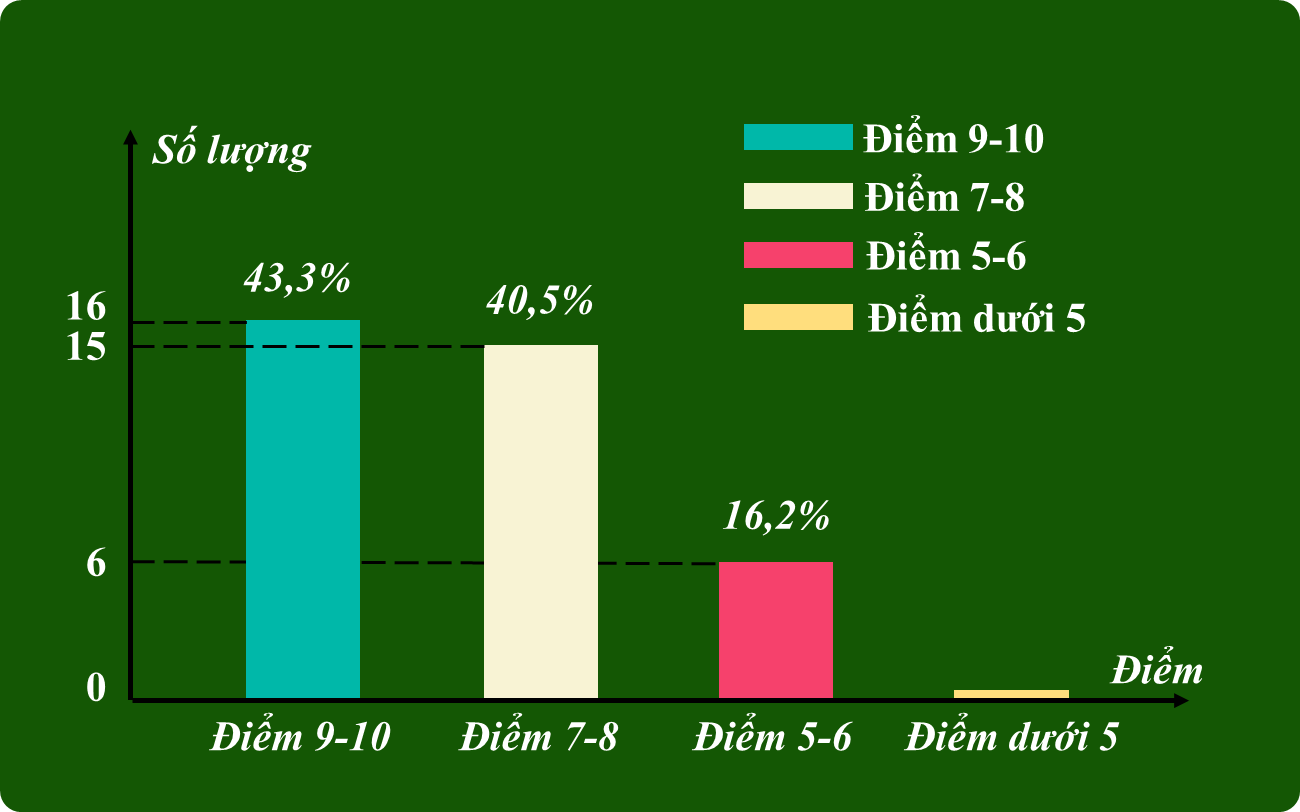 Số lượng
Điểm 9-10
Điểm 7-8
Điểm 5-6
Điểm dưới 5
43,3%
40,5%
16,2%
16
15
6
0
Điểm
Điểm 9-10
Điểm 7-8
Điểm 5-6
Điểm dưới 5